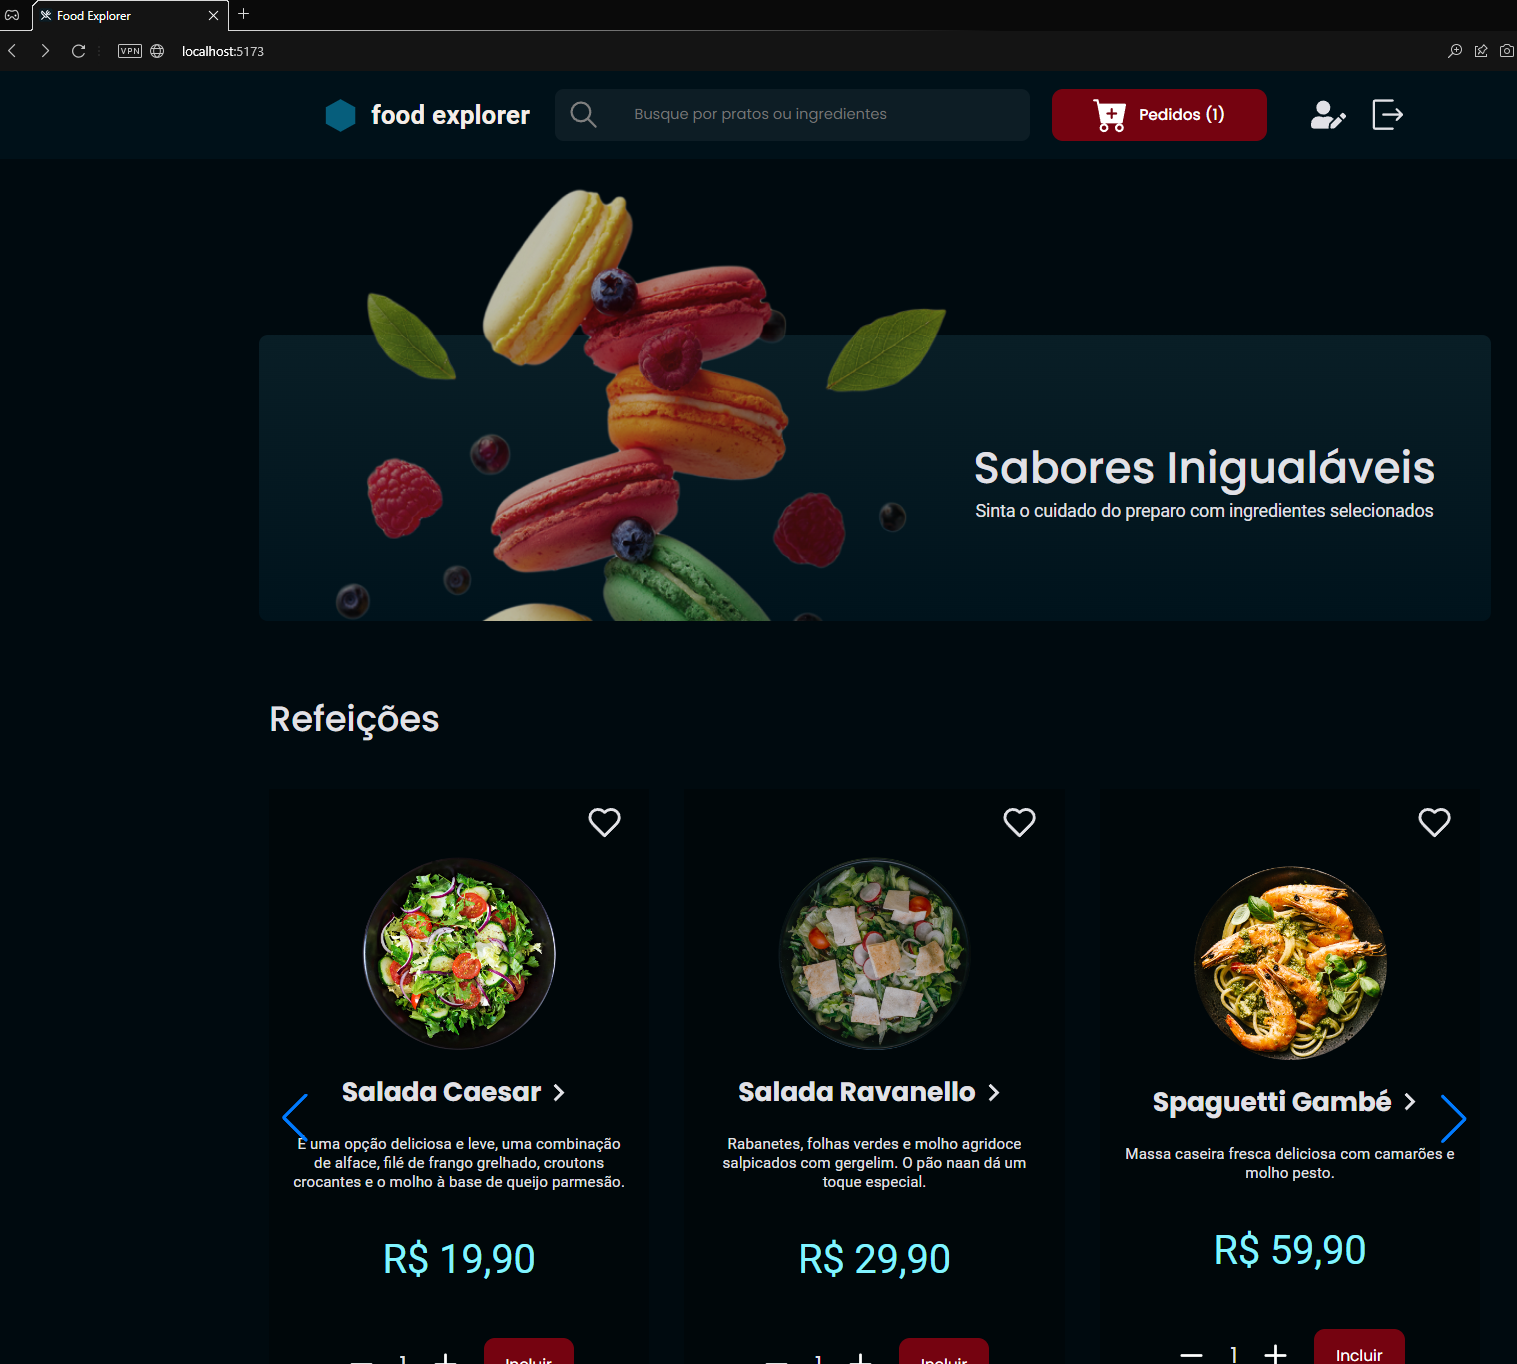 Food Explorer
VPN
localhost:5173
food explorer
Busque por pratos ou ingredientes
Pedidos (1)
Sabores Inigualáveis
Sinta o cuidado do preparo com ingredientes selecionados
Refeições
Salada Caesar
É uma opção deliciosa e leve, uma combinação
de alface, filé de frango grelhado, croutons
crocantes e o molho à base de queijo parmesão.
R$ 19,90
1
Incluir
Salada Ravanello
Rabanetes, folhas verdes e molho agridoce
salpicados com gergelim. O pão naan dá um
toque especial.
R$ 29,90
1
Incluir
Spaguetti Gambé
Massa caseira fresca deliciosa com camarões e
molho pesto.
R$ 59,90
1
Incluir